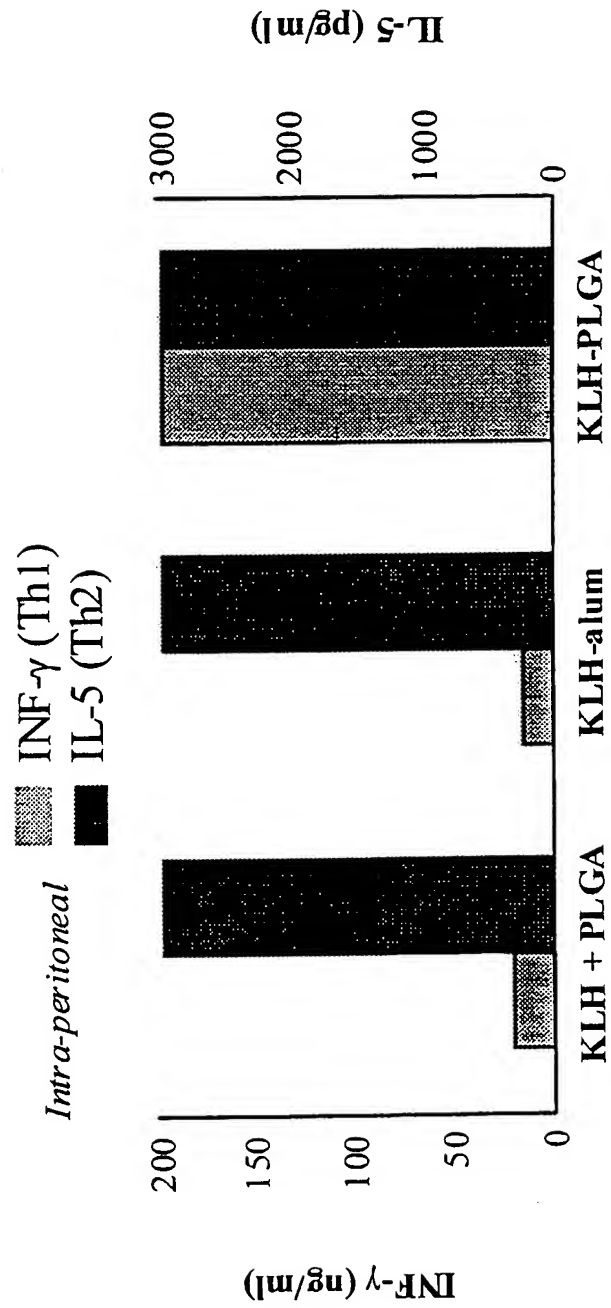 Intra-peritoneal
INF-γ (Th1)
IL-5 (Th2)
INF-γ (ng/ml)
200
150
100
50
0
IL-5 (pg/ml)
3000
2000
1000
0
KLH + PLGA
KLH-alum
KLH-PLGA